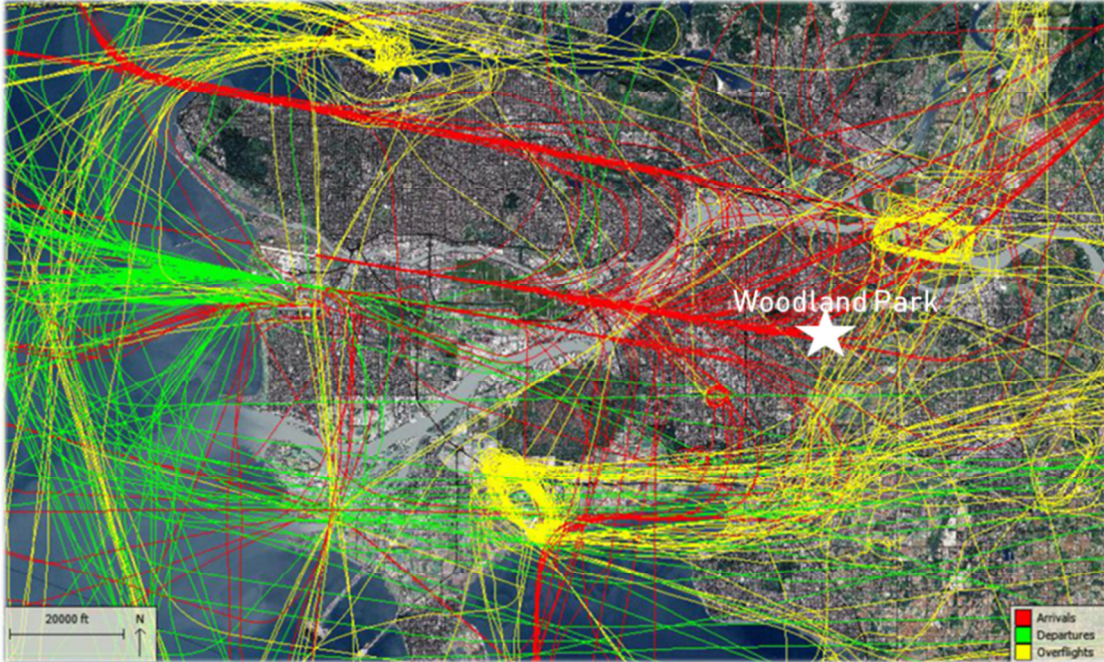 Woodland Park
20000 ft
N
Arrivals
Departures
Overflights